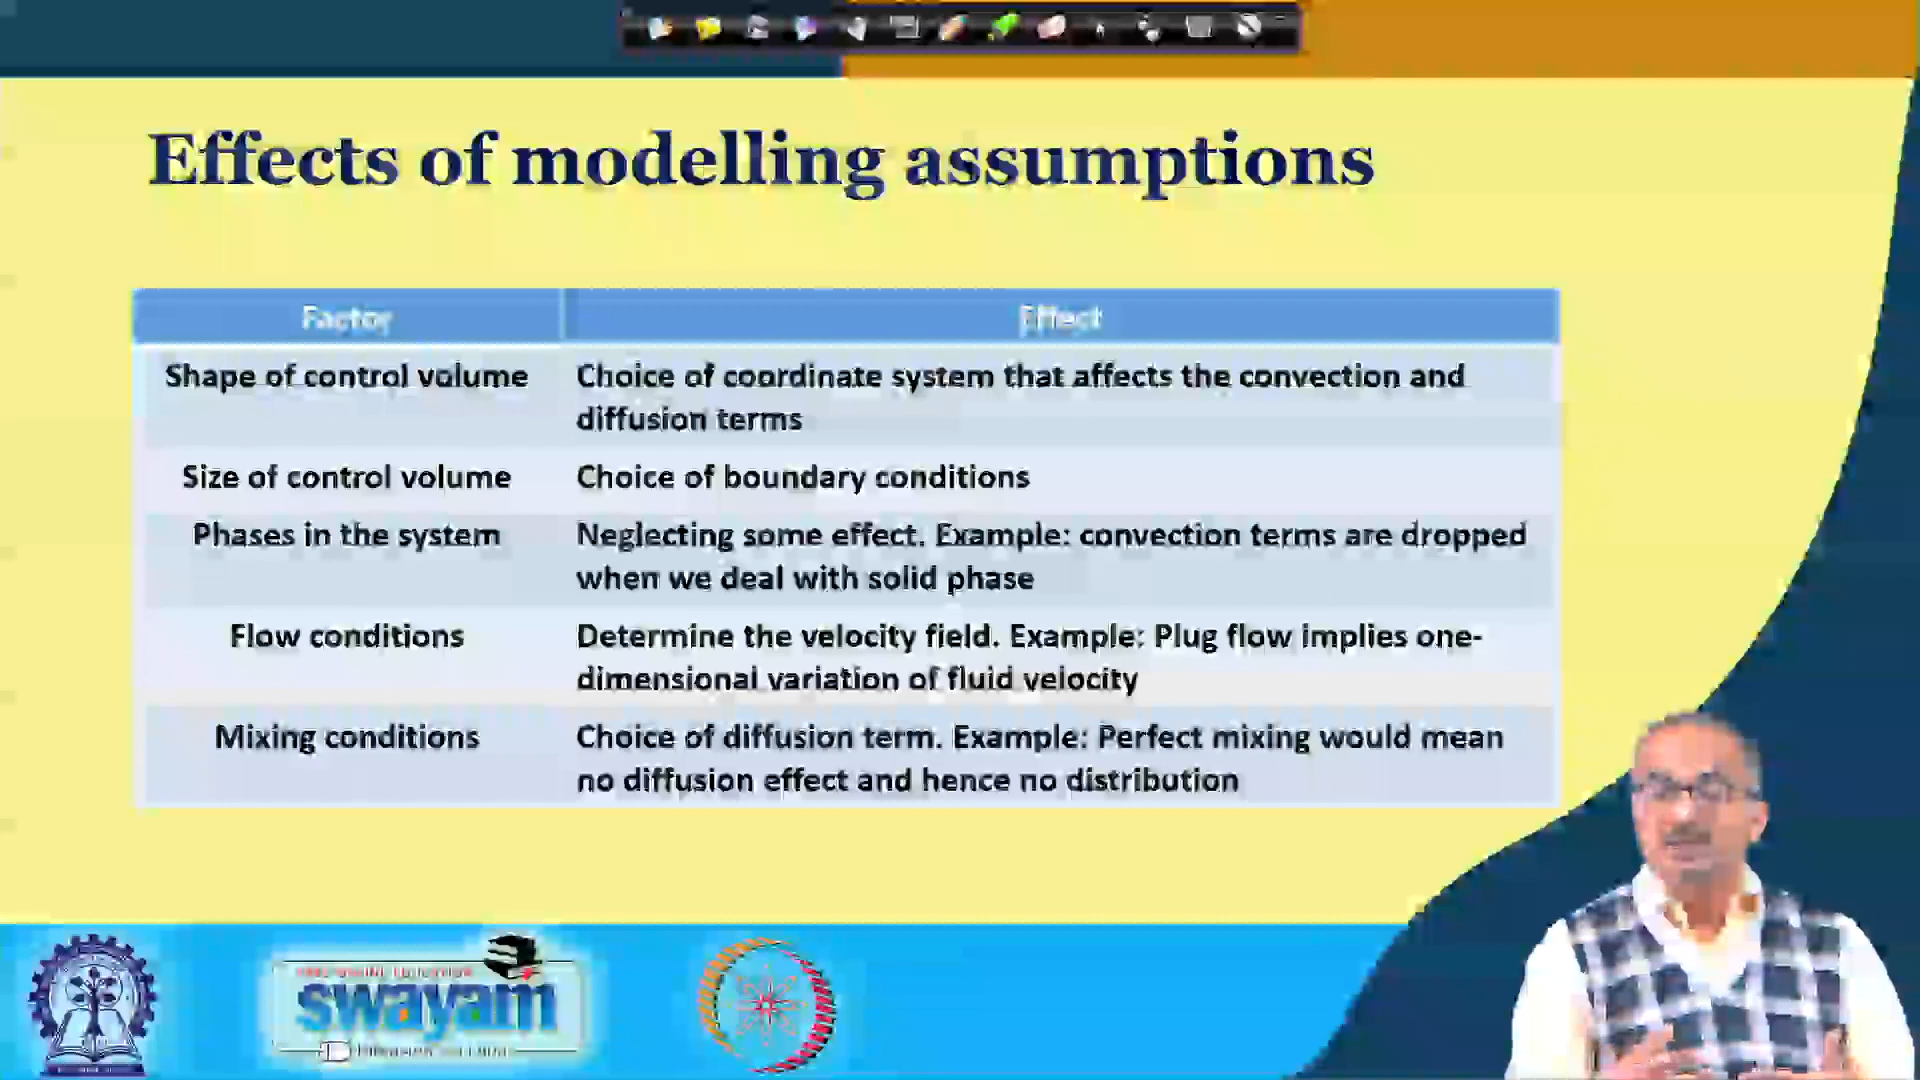 Effects of modelling assumptions
Factor
Effect
Shape of control volume
Choice of coordinate system that affects the convection and
diffusion terms
Size of control volume
Choice of boundary conditions
Phases in the system
Neglecting some effect. Example: convection terms are dropped
when we deal with solid phase
Flow conditions
Determine the velocity field. Example: Plug flow implies one-
dimensional variation of fluid velocity
Mixing conditions
Choice of diffusion term. Example: Perfect mixing would mean
no diffusion effect and hence no distribution
swayam